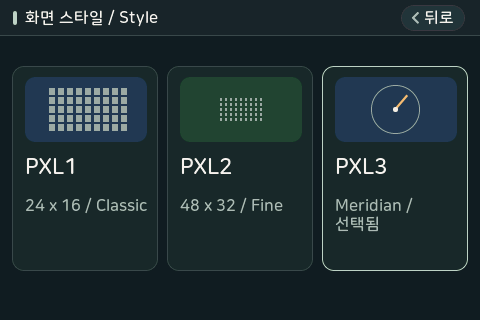 화면 스타일 / Style
뒤로
PXL1
24 x 16 / Classic
PXL2
48 x 32 / Fine
PXL3
Meridian /
선택됨